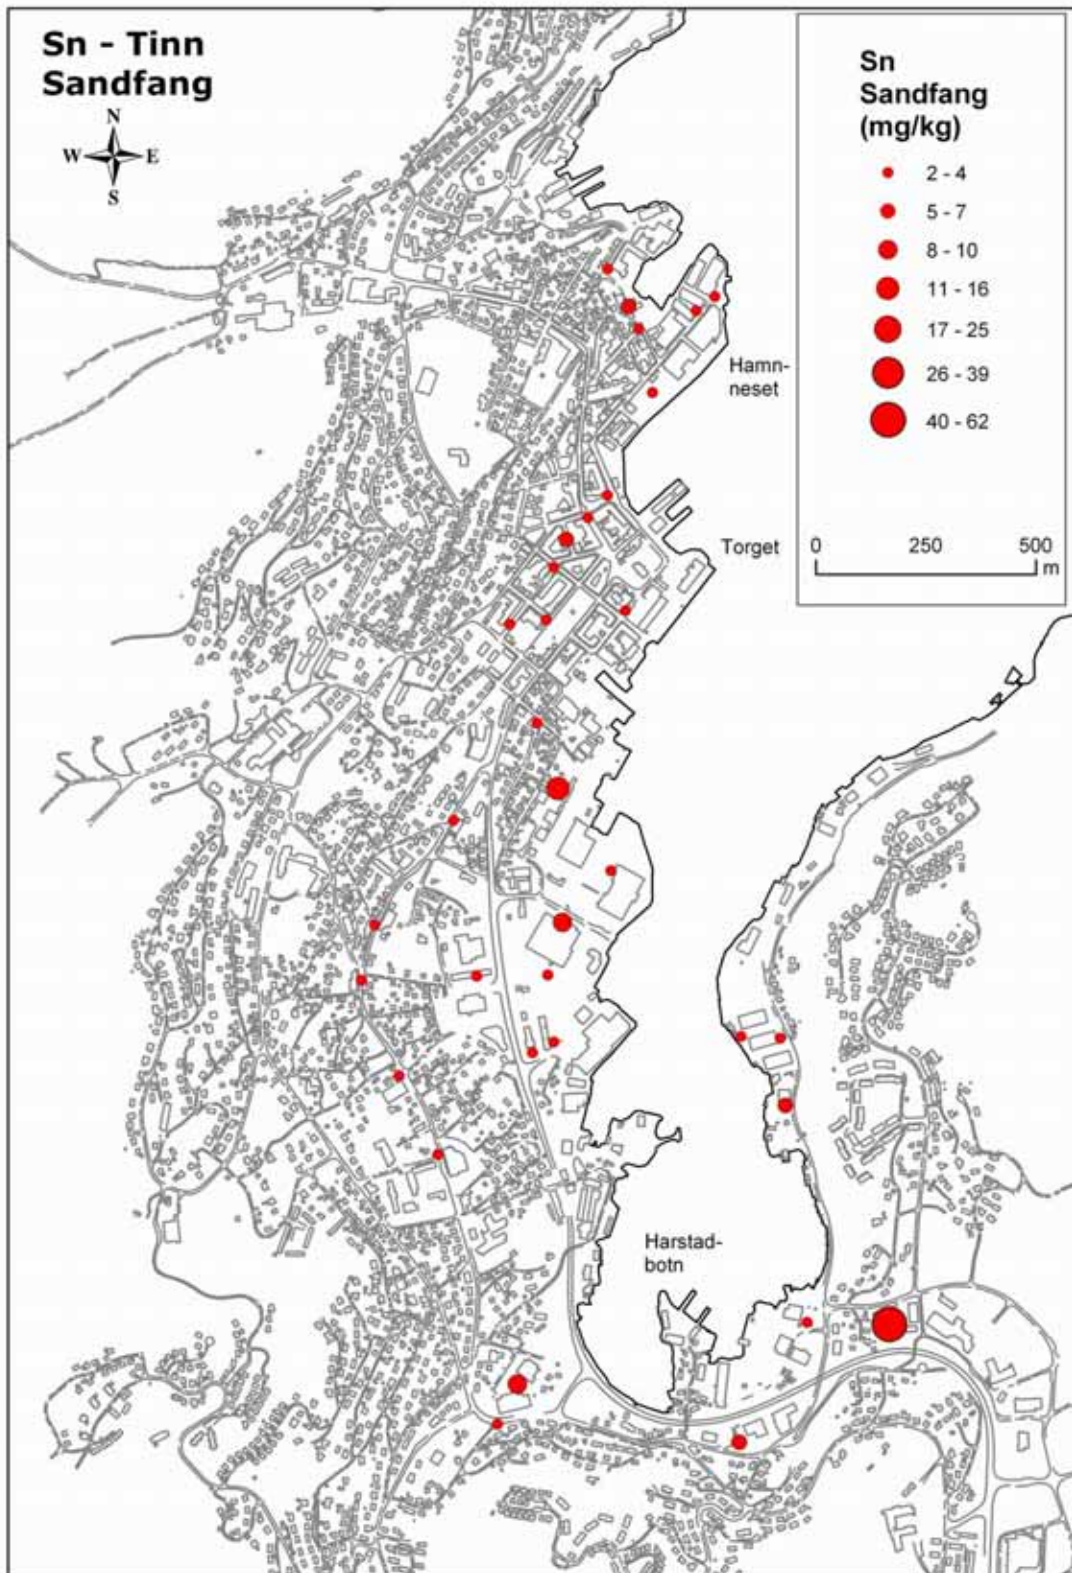 Sn - Tinn
Sandfang
N
W E
S
Sn
Sandfang
(mg/kg)
2 - 4
5 - 7
8 - 10
11 - 16
17 - 25
26 - 39
40 - 62
0 250 500
m
Hamn-
neset
Torget
Harstad-
botn